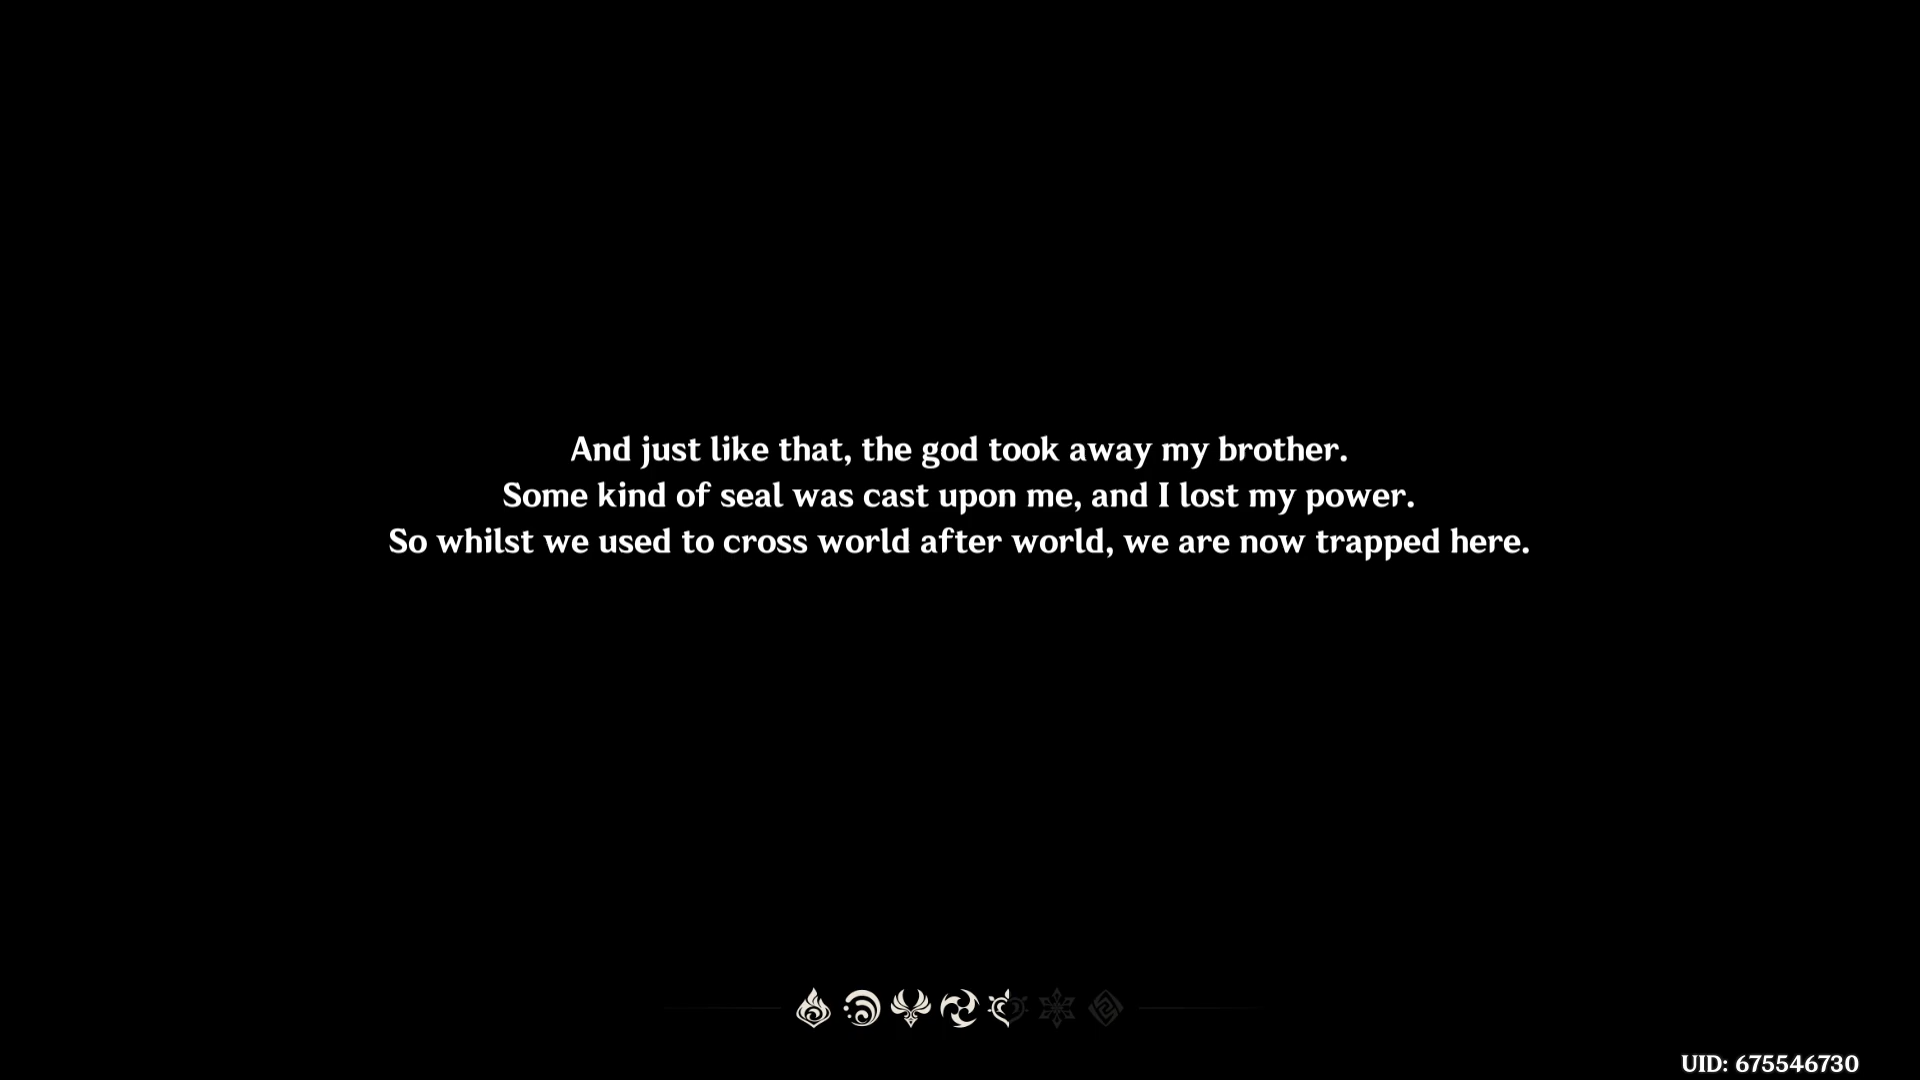 And just like that, the god took away my brother.
Some kind of seal was cast upon me, and I lost my power.
So whilst we used to cross world after world, we are now trapped here.
UID: 675546730